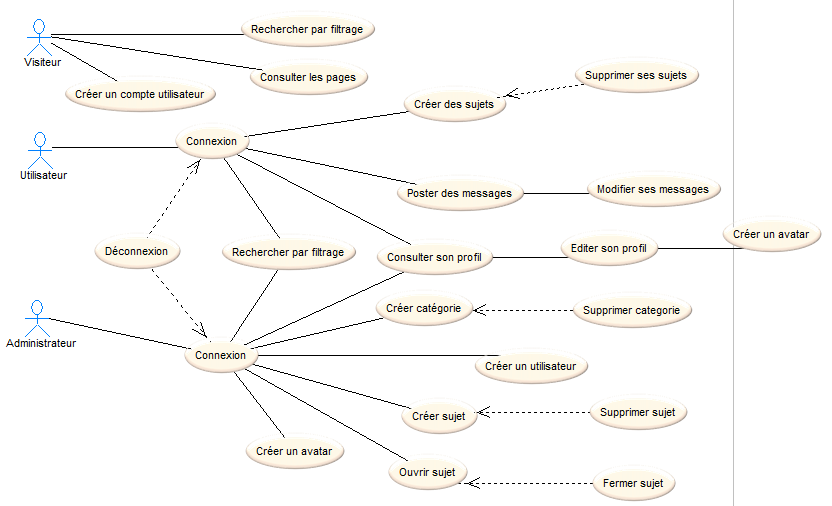 Rechercher par filtrage
Visiteur
Consulter les pages
Supprimer ses sujets
Créer un compte utilisateur
Créer des sujets
Connexion
Utilisateur
Poster des messages
Modifier ses messages
Créer un avatar
Déconnexion
Rechercher par filtrage
Consulter son profil
Editer son profil
Créer catégorie
Supprimer categorie
Administrateur
Connexion
Créer un utilisateur
Créer sujet
Supprimer sujet
Créer un avatar
Ouvrir sujet
Fermer sujet